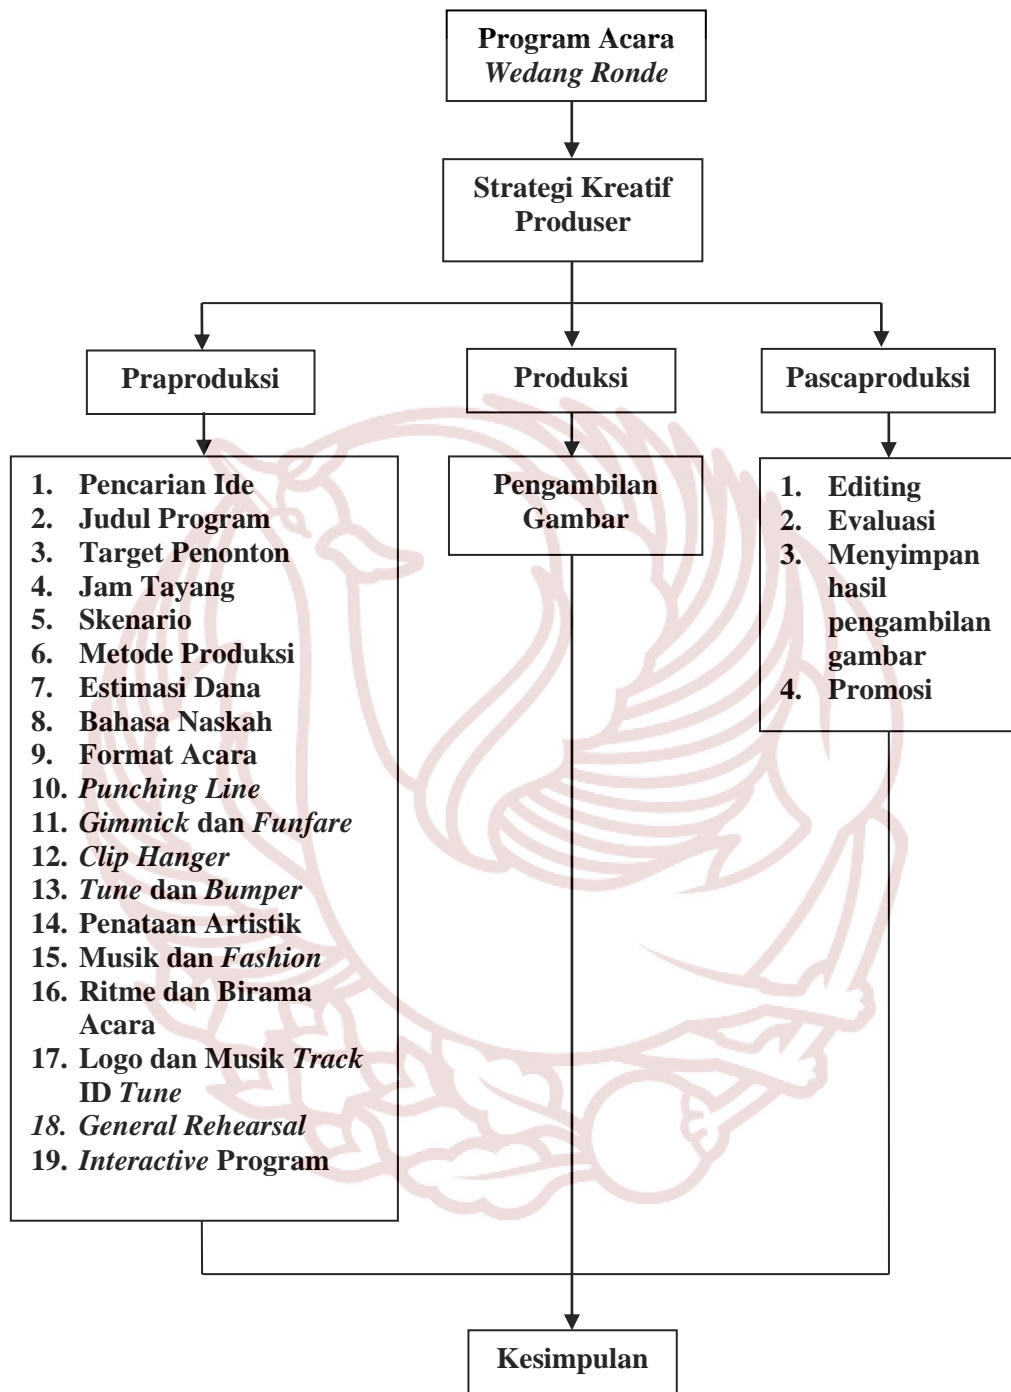 Program Acara
Wedang Ronde
Strategi Kreatif
Produser
Praproduksi
Produksi
Pascaproduksi
1. Pencarian Ide
2. Judul Program
3. Target Penonton
4. Jam Tayang
5. Skenario
6. Metode Produksi
7. Estimasi Dana
8. Bahasa Naskah
9. Format Acara
10. Punching Line
11. Gimmick dan Funfare
12. Clip Hanger
13. Tune dan Bumper
14. Penataan Artistik
15. Musik dan Fashion
16. Ritme dan Birama
Acara
17. Logo dan Musik Track
ID Tune
18. General Rehearsal
19. Interactive Program
Pengambilan
Gambar
1. Editing
2. Evaluasi
3. Menyimpan
hasil
pengambilan
gambar
4. Promosi
Kesimpulan